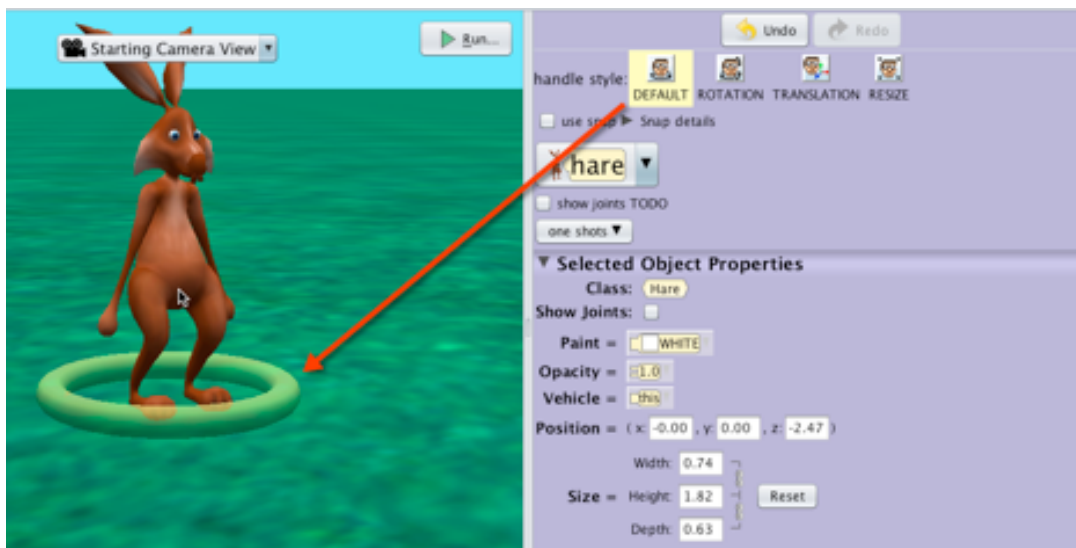 Starting Camera View
Run...
Undo Redo
handle style: DEFAULT ROTATION TRANSLATION RESIZE
use snap Snap details
hare
show joints TODO
one shots
Selected Object Properties
Class: Hare
Show Joints:
Paint = WHITE
Opacity = 1.0
Vehicle = this
Position = ( x: -0.00 , y: 0.00 , z: -2.47 )
Width: 0.74
Size = Height: 1.82 Reset
Depth: 0.63